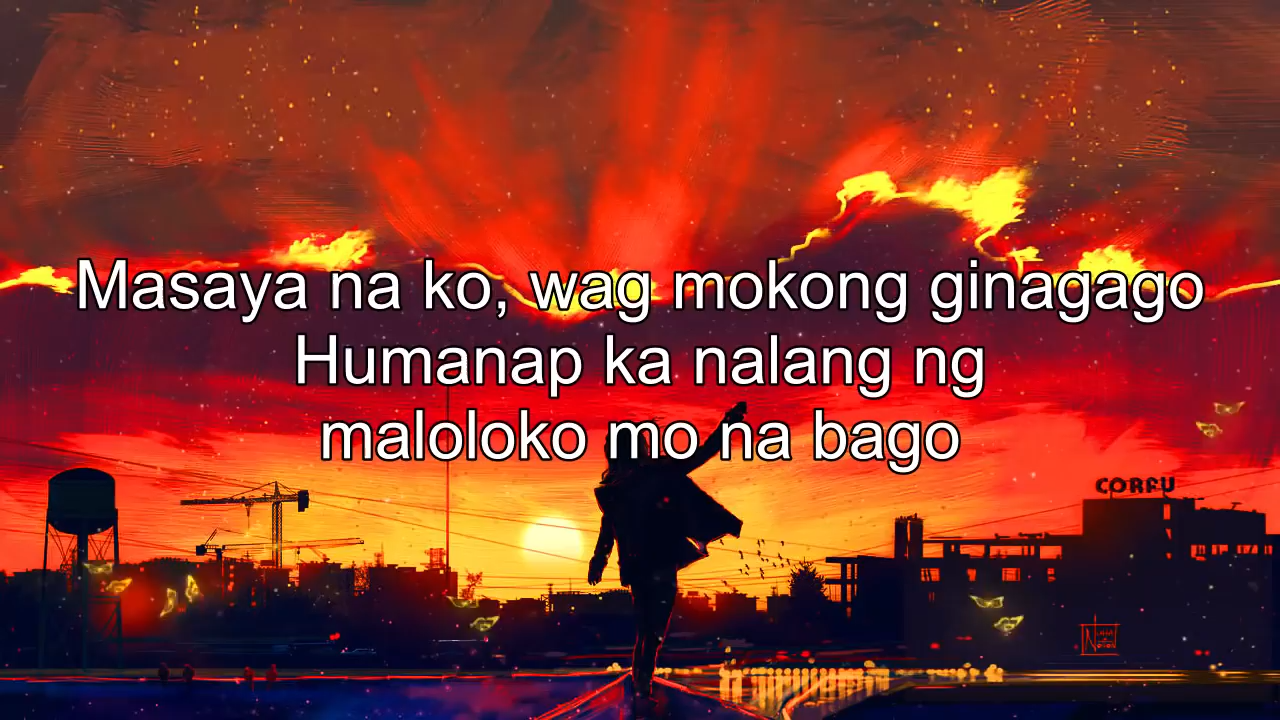 Masaya na ko, wag mokong ginagago
Humanap ka nalang ng
maloloko mo na bago
CORFU